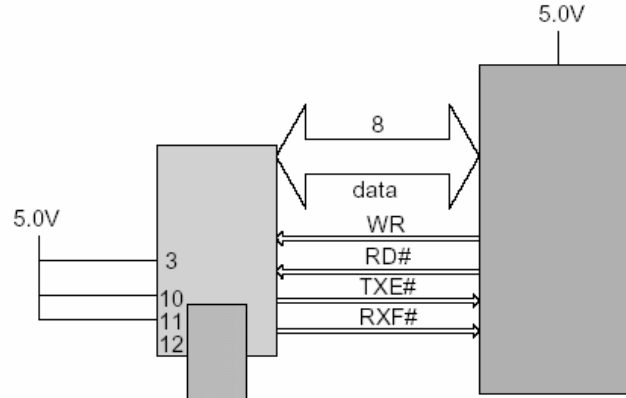 5.0V
8
data
5.0V
WR
3
RD#
10
TXE#
11
RXF#
12